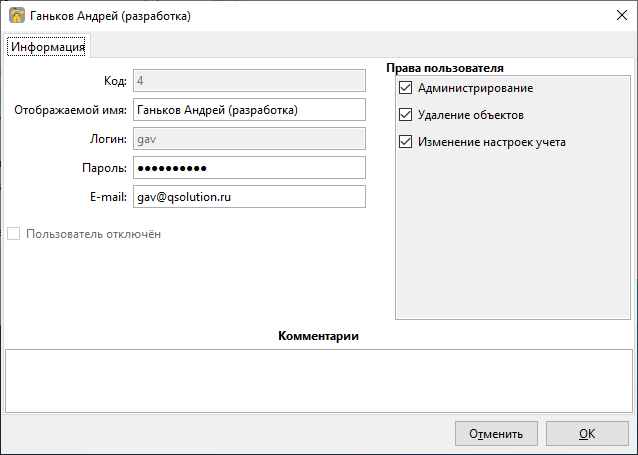 Ганьков Андрей (разработка)
Информация
Код: 4
Отображаемой имя: Ганьков Андрей (разработка)
Логин: gav
Пароль: ●●●●●●●●●●
E-mail: gav@qsolution.ru
Пользователь отключён
Права пользователя
Администрирование
Удаление объектов
Изменение настроек учета
Комментарии
Отменить OK